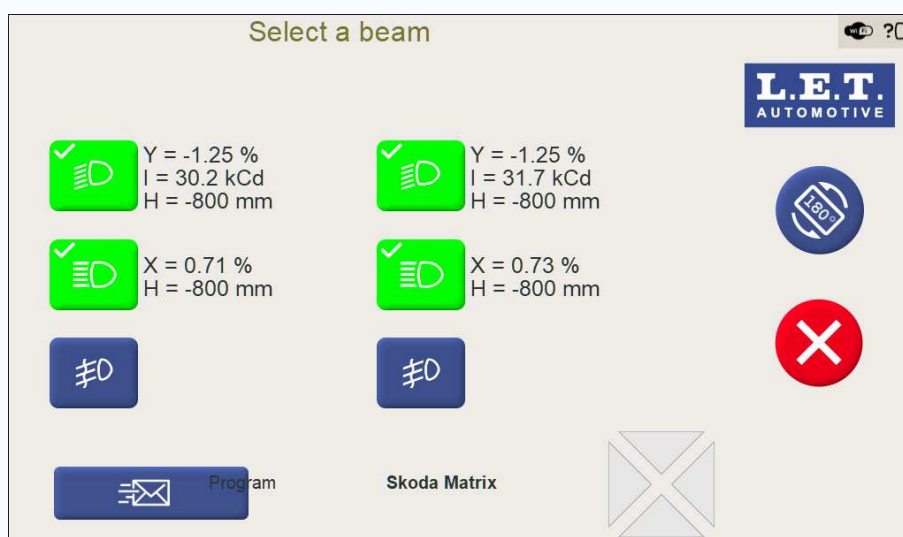 Select a beam
WiFi ?
L.E.T.
AUTOMOTIVE
Y = -1.25 %
I = 30.2 kCd
H = -800 mm
Y = -1.25 %
I = 31.7 kCd
H = -800 mm
180°
X = 0.71 %
H = -800 mm
X = 0.73 %
H = -800 mm
Program
Skoda Matrix